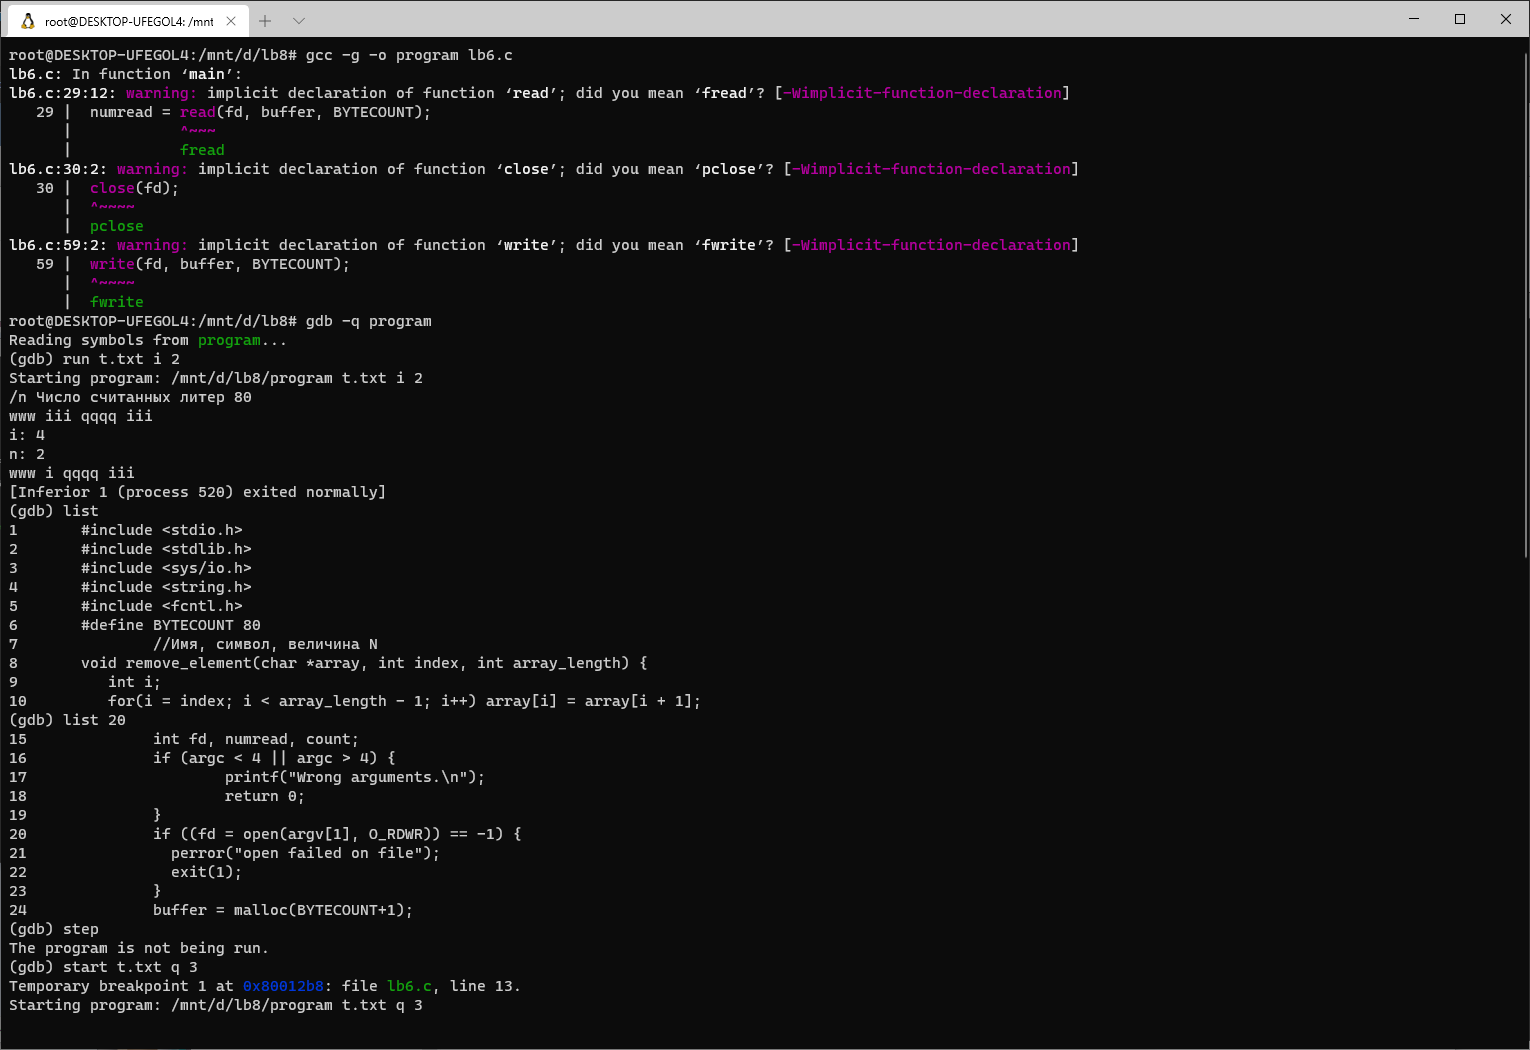 root@DESKTOP-UFEGOL4: /mnt
root@DESKTOP-UFEGOL4:/mnt/d/lb8# gcc -g -o program lb6.c
lb6.c: In function ‘main’:
lb6.c:29:12: warning: implicit declaration of function ‘read’; did you mean ‘fread’? [-Wimplicit-function-declaration]
   29 |  numread = read(fd, buffer, BYTECOUNT);
      |            ^~~~
      |            fread
lb6.c:30:2: warning: implicit declaration of function ‘close’; did you mean ‘pclose’? [-Wimplicit-function-declaration]
   30 |  close(fd);
      |  ^~~~~
      |  pclose
lb6.c:59:2: warning: implicit declaration of function ‘write’; did you mean ‘fwrite’? [-Wimplicit-function-declaration]
   59 |  write(fd, buffer, BYTECOUNT);
      |  ^~~~~
      |  fwrite
root@DESKTOP-UFEGOL4:/mnt/d/lb8# gdb -q program
Reading symbols from program...
(gdb) run t.txt i 2
Starting program: /mnt/d/lb8/program t.txt i 2
/n Число считанных литер 80
www iii qqqq iii
i: 4
n: 2
www i qqqq iii
[Inferior 1 (process 520) exited normally]
(gdb) list
1       #include <stdio.h>
2       #include <stdlib.h>
3       #include <sys/io.h>
4       #include <string.h>
5       #include <fcntl.h>
6       #define BYTECOUNT 80
7               //Имя, символ, величина N
8       void remove_element(char *array, int index, int array_length) {
9          int i;
10         for(i = index; i < array_length - 1; i++) array[i] = array[i + 1];
(gdb) list 20
15              int fd, numread, count;
16              if (argc < 4 || argc > 4) {
17                      printf("Wrong arguments.\n");
18                      return 0;
19              }
20              if ((fd = open(argv[1], O_RDWR)) == -1) {
21                perror("open failed on file");
22                exit(1);
23              }
24              buffer = malloc(BYTECOUNT+1);
(gdb) step
The program is not being run.
(gdb) start t.txt q 3
Temporary breakpoint 1 at 0x80012b8: file lb6.c, line 13.
Starting program: /mnt/d/lb8/program t.txt q 3